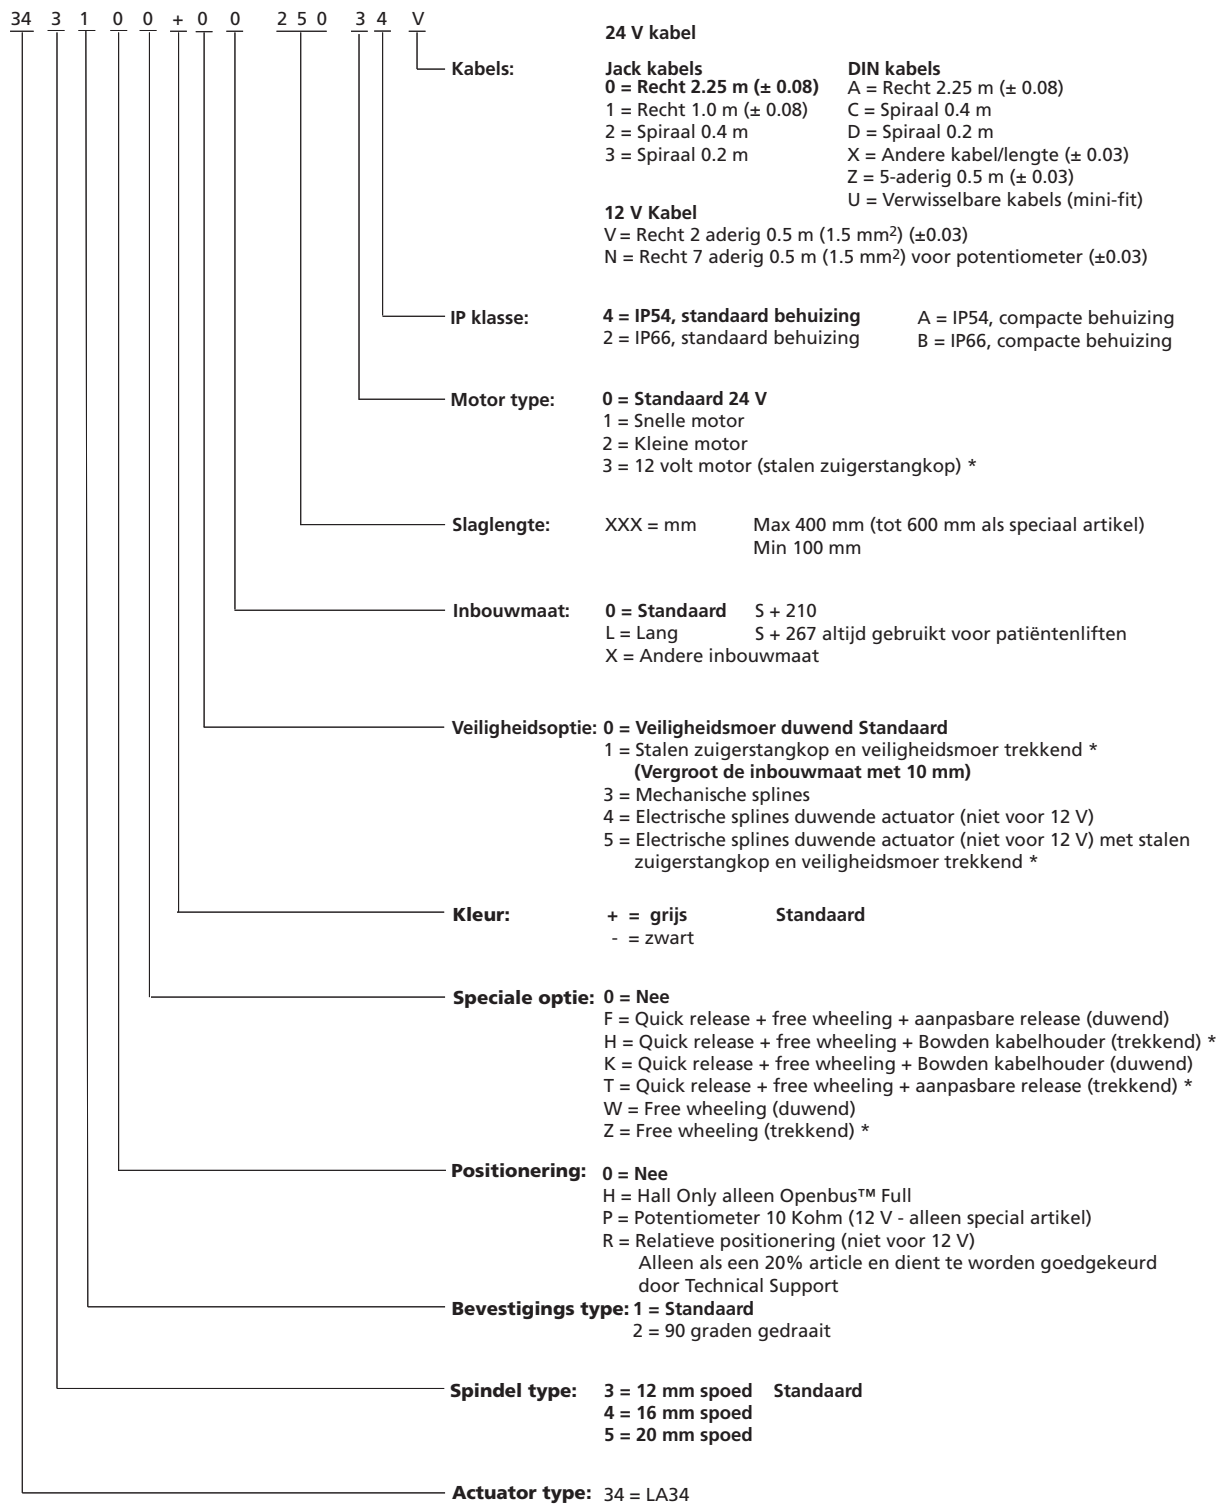 34 3 1 0 0 + 0 0 2 5 0 3 4 V
24 V kabel
Kabels: Jack kabels DIN kabels
0 = Recht 2.25 m (± 0.08) A = Recht 2.25 m (± 0.08)
1 = Recht 1.0 m (± 0.08) C = Spiraal 0.4 m
2 = Spiraal 0.4 m D = Spiraal 0.2 m
3 = Spiraal 0.2 m X = Andere kabel/lengte (± 0.03)
Z = 5-aderig 0.5 m (± 0.03)
U = Verwisselbare kabels (mini-fit)
12 V Kabel
V = Recht 2 aderig 0.5 m (1.5 mm²) (±0.03)
N = Recht 7 aderig 0.5 m (1.5 mm²) voor potentiometer (±0.03)
IP klasse: 4 = IP54, standaard behuizing A = IP54, compacte behuizing
2 = IP66, standaard behuizing B = IP66, compacte behuizing
Motor type: 0 = Standaard 24 V
1 = Snelle motor
2 = Kleine motor
3 = 12 volt motor (stalen zuigerstangkop) *
Slaglengte: XXX = mm Max 400 mm (tot 600 mm als speciaal artikel)
Min 100 mm
Inbouwmaat: 0 = Standaard S + 210
L = Lang S + 267 altijd gebruikt voor patiëntenliften
X = Andere inbouwmaat
Veiligheidsoptie: 0 = Veiligheidsmoer duwend Standaard
1 = Stalen zuigerstangkop en veiligheidsmoer trekkend *
(Vergroot de inbouwmaat met 10 mm)
3 = Mechanische splines
4 = Electrische splines duwende actuator (niet voor 12 V)
5 = Electrische splines duwende actuator (niet voor 12 V) met stalen
zuigerstangkop en veiligheidsmoer trekkend *
Kleur: + = grijs Standaard
- = zwart
Speciale optie: 0 = Nee
F = Quick release + free wheeling + aanpasbare release (duwend)
H = Quick release + free wheeling + Bowden kabelhouder (trekkend) *
K = Quick release + free wheeling + Bowden kabelhouder (duwend)
T = Quick release + free wheeling + aanpasbare release (trekkend) *
W = Free wheeling (duwend)
Z = Free wheeling (trekkend) *
Positionering: 0 = Nee
H = Hall Only alleen Openbus™ Full
P = Potentiometer 10 Kohm (12 V - alleen special artikel)
R = Relatieve positionering (niet voor 12 V)
Alleen als een 20% article en dient te worden goedgekeurd
door Technical Support
Bevestigings type: 1 = Standaard
2 = 90 graden gedraait
Spindel type: 3 = 12 mm spoed Standaard
4 = 16 mm spoed
5 = 20 mm spoed
Actuator type: 34 = LA34